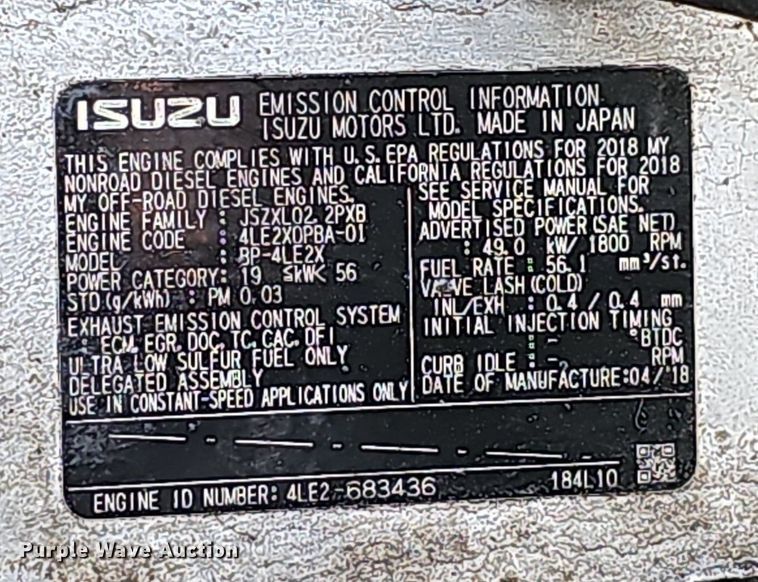 ISUZU EMISSION CONTROL INFORMATION
ISUZU MOTORS LTD. MADE IN JAPAN
THIS ENGINE COMPLIES WITH U.S.EPA REGULATIONS FOR 2018 MY
NONROAD DIESEL ENGINES AND CALIFORNIA REGULATIONS FOR 2018
MY OFF-ROAD DIESEL ENGINES.
ENGINE FAMILY : JSZXL02.2PXB
ENGINE CODE : 4LE2XDPBA-01
MODEL : BP-4LE2X
POWER CATEGORY: 19 ≤kW< 56
STD(g/kWh) : PM 0.03
EXHAUST EMISSION CONTROL SYSTEM
: ECM, EGR, DOC, TC, CAC, DFI
ULTRA LOW SULFUR FUEL ONLY
DELEGATED ASSEMBLY
USE IN CONSTANT-SPEED APPLICATIONS ONLY
SEE SERVICE MANUAL FOR
MODEL SPECIFICATIONS.
ADVERTISED POWER(SAE NET)
: 49.0 kW/ 1800 RPM
FUEL RATE : 56.1 mm³/st.
VALVE LASH(COLD)
INL/EXH : 0.4 / 0.4 mm
INITIAL INJECTION TIMING
: - °BTDC
CURB IDLE : - RPM
DATE OF MANUFACTURE:04/'18
ENGINE ID NUMBER: 4LE2-683436
184L10
Purple Wave Auction